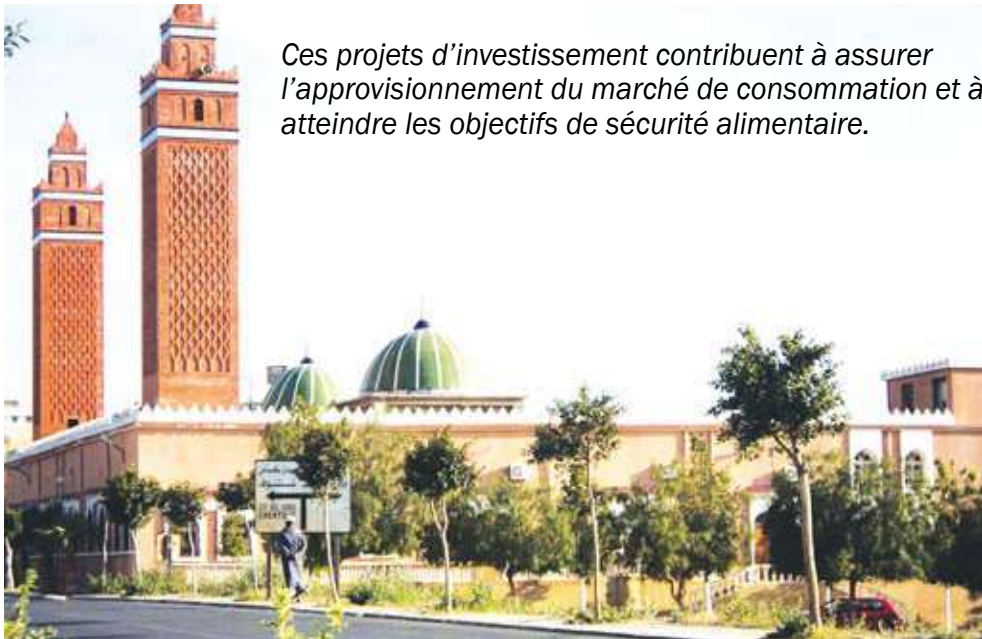 Ces projets d'investissement contribuent à assurer
l'approvisionnement du marché de consommation et à
atteindre les objectifs de sécurité alimentaire.